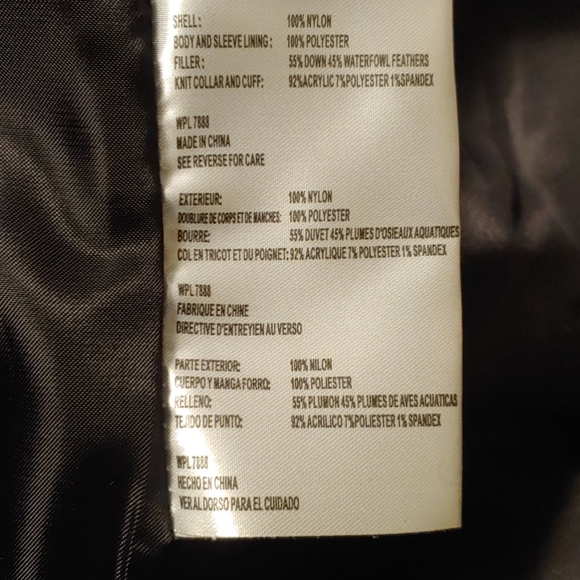 SHELL: 100% NYLON
BODY AND SLEEVE LINING: 100% POLYESTER
FILLER: 55% DOWN 45% WATERFOWL FEATHERS
KNIT COLLAR AND CUFF: 92%ACRYLIC 7%POLYESTER 1%SPANDEX
WPL 7888
MADE IN CHINA
SEE REVERSE FOR CARE
EXTERIEUR: 100% NYLON
DOUBLURE DE CORPS ET DE MANCHES: 100% POLYESTER
BOURRE: 55% DUVET 45% PLUMES D'OSIEAUX AQUATIQUES
COL EN TRICOT ET DU POIGNET: 92% ACRYLIQUE 7% POLYESTER 1% SPANDEX
WPL 7888
FABRIQUE EN CHINE
DIRECTIVE D'ENTREYIEN AU VERSO
PARTE EXTERIOR: 100% NILON
CUERPO Y MANGA FORRO: 100% POLIESTER
RELLENO: 55% PLUMON 45% PLUMES DE AVES ACUATICAS
TEJIDO DE PUNTO: 92% ACRILICO 7%POLIESTER 1% SPANDEX
WPL 7888
HECHO EN CHINA
VER AL DORSO PARA EL CUIDADO